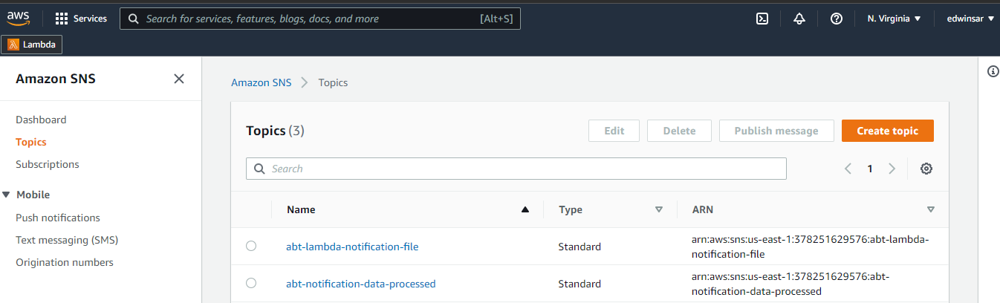 aws
Services
Search for services, features, blogs, docs, and more [Alt+S]
N. Virginia
edwinsar
Lambda
Amazon SNS
Dashboard
Topics
Subscriptions
Mobile
Push notifications
Text messaging (SMS)
Origination numbers
Amazon SNS
Topics
Topics (3)
Edit
Delete
Publish message
Create topic
Search
1
Name
Type
ARN
abt-lambda-notification-file
Standard
arn:aws:sns:us-east-1:378251629576:abt-lambda-
notification-file
abt-notification-data-processed
Standard
arn:aws:sns:us-east-1:378251629576:abt-
notification-data-processed